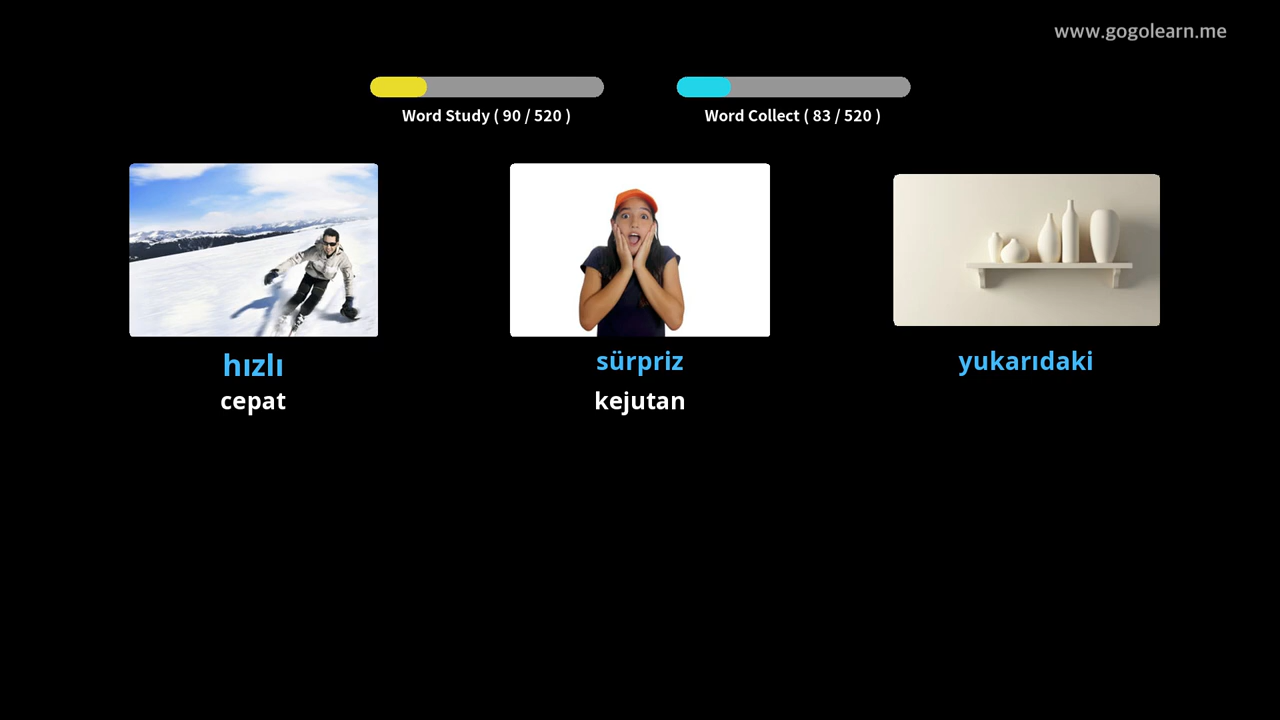 www.gogolearn.me
Word Study ( 90 / 520 )
Word Collect ( 83 / 520 )
hızlı
cepat
sürpriz
kejutan
yukarıdaki